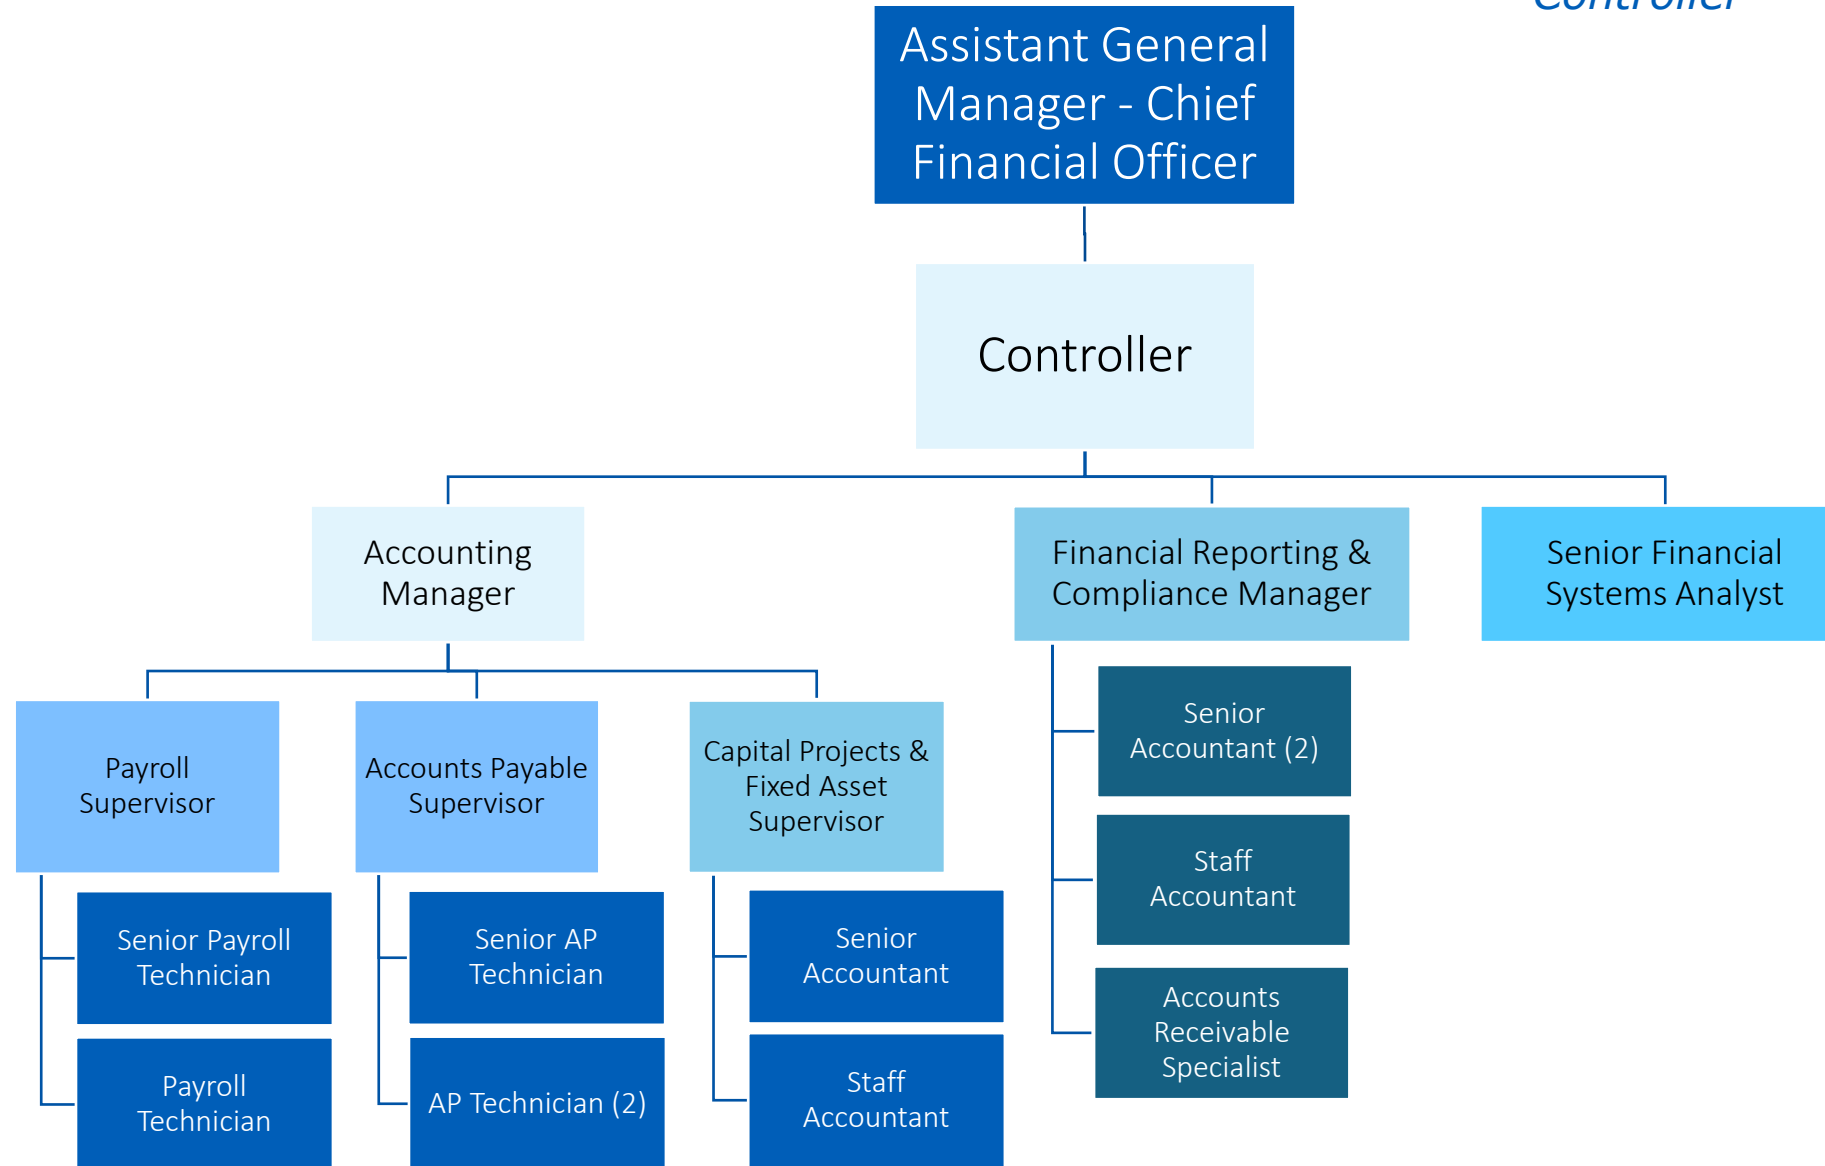 Controller
Assistant General
Manager - Chief
Financial Officer
Controller
Accounting
Manager
Financial Reporting &
Compliance Manager
Senior Financial
Systems Analyst
Payroll
Supervisor
Accounts Payable
Supervisor
Capital Projects &
Fixed Asset
Supervisor
Senior
Accountant (2)
Staff
Accountant
Accounts
Receivable
Specialist
Senior Payroll
Technician
Senior AP
Technician
Senior
Accountant
Payroll
Technician
AP Technician (2)
Staff
Accountant